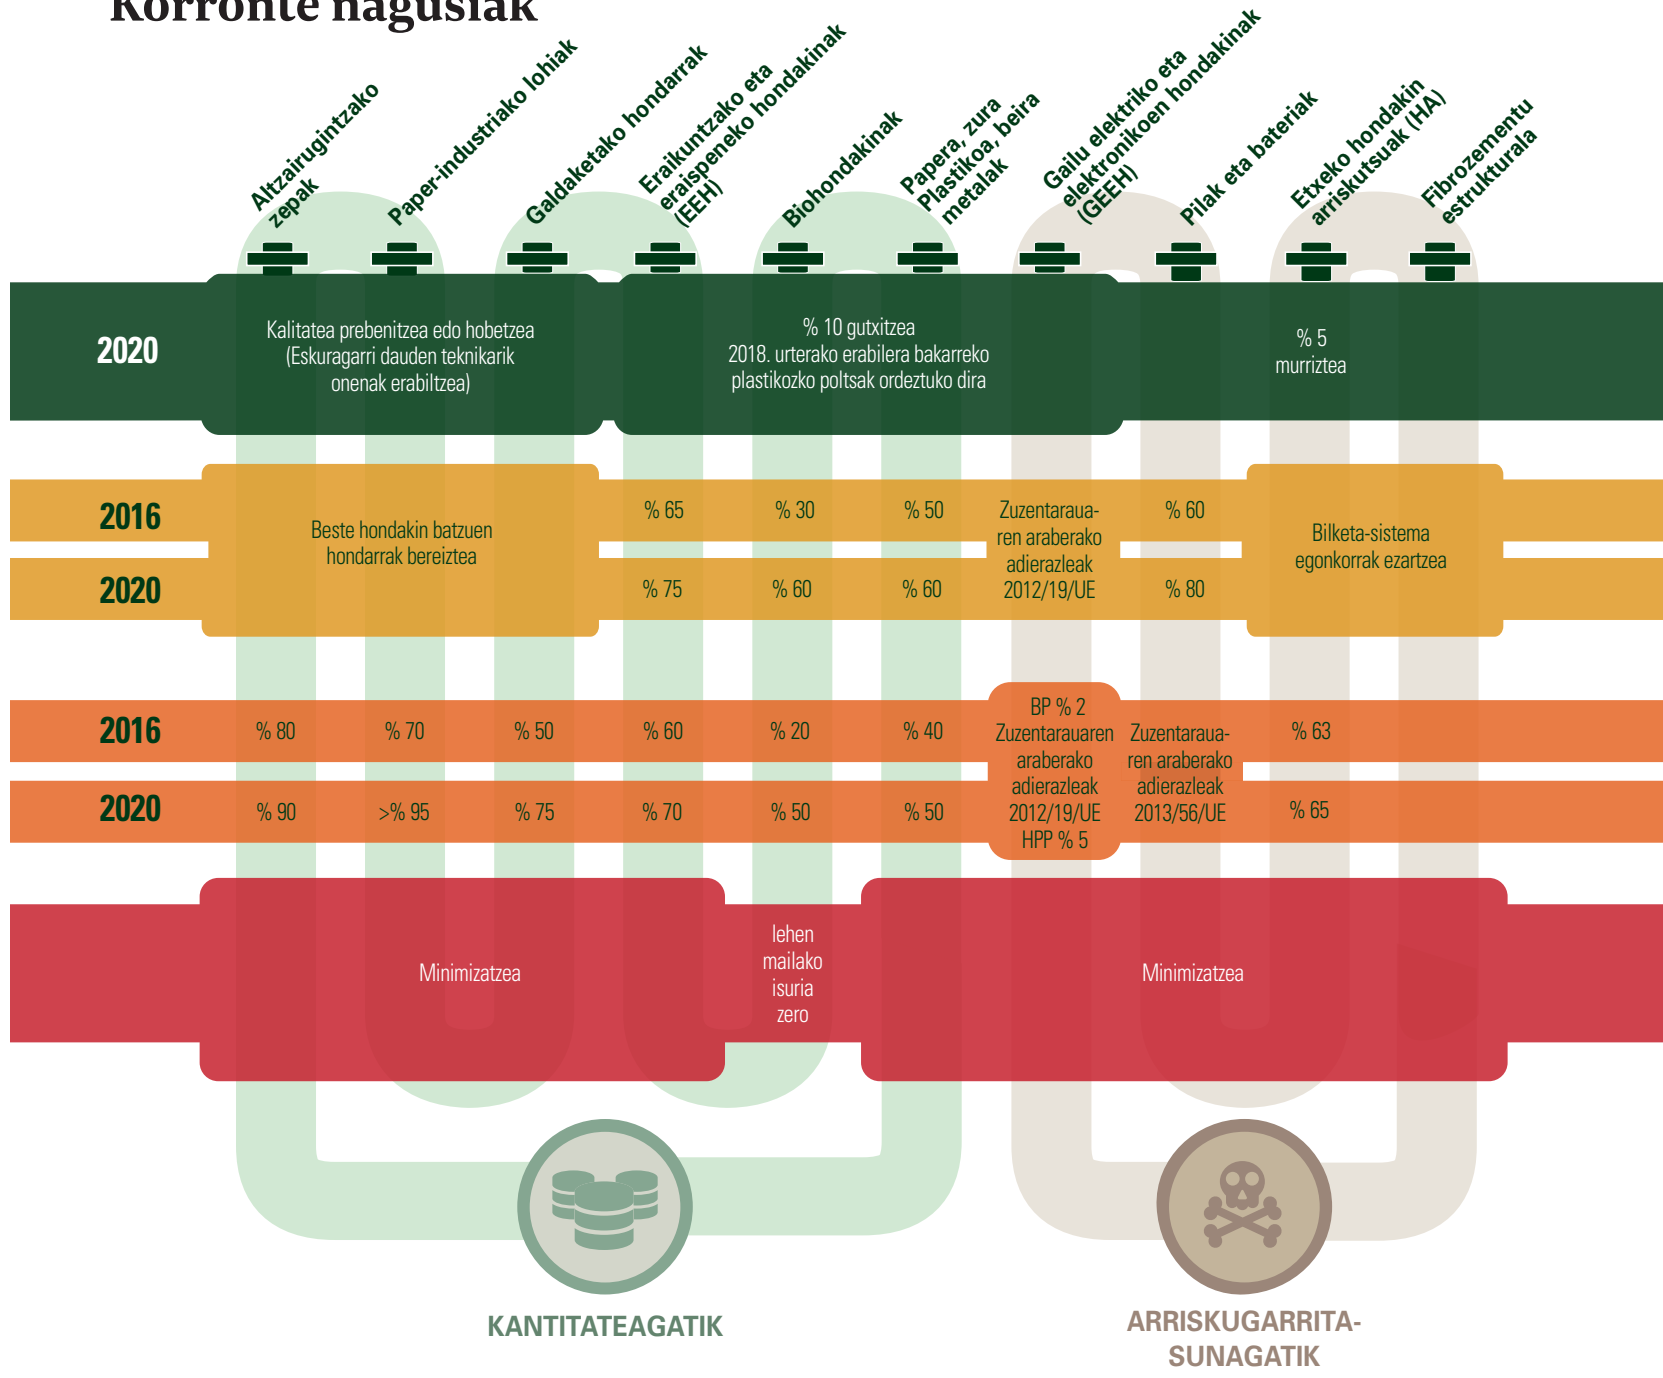 Korronte nagusiak
Altzairugintzako
zepak
Paper-industriako lohiak
Galdaketako hondarrak
Eraikuntzako eta
eraispeneko hondakinak
(EEH)
Biohondakinak
Papera, zura
Plastikoa, beira
metalak
Gailu elektriko eta
elektronikoen hondakinak
(GEEH)
Pilak eta bateriak
Etxeko hondakin
arriskutsuak (HA)
Fibrozementu
estrukturala
2020
Kalitatea prebenitzea edo hobetzea
(Eskuragarri dauden teknikarik
onenak erabiltzea)
% 10 gutxitzea
2018. urterako erabilera bakarreko
plastikozko poltsak ordeztuko dira
% 5
murriztea
2016
2020
Beste hondakin batzuen
hondarrak bereiztea
% 65
% 30
% 50
% 75
% 60
% 60
Zuzentaraua-
ren araberako
adierazleak
2012/19/UE
% 60
% 80
Bilketa-sistema
egonkorrak ezartzea
2016
% 80
% 70
% 50
% 60
% 20
% 40
2020
% 90
>% 95
% 75
% 70
% 50
% 50
BP % 2
Zuzentarauaren
araberako
adierazleak
2012/19/UE
HPP % 5
Zuzentaraua-
ren araberako
adierazleak
2013/56/UE
% 63
% 65
Minimizatzea
lehen
mailako
isuria
zero
Minimizatzea
KANTITATEAGATIK
ARRISKUGARRITA-
SUNAGATIK